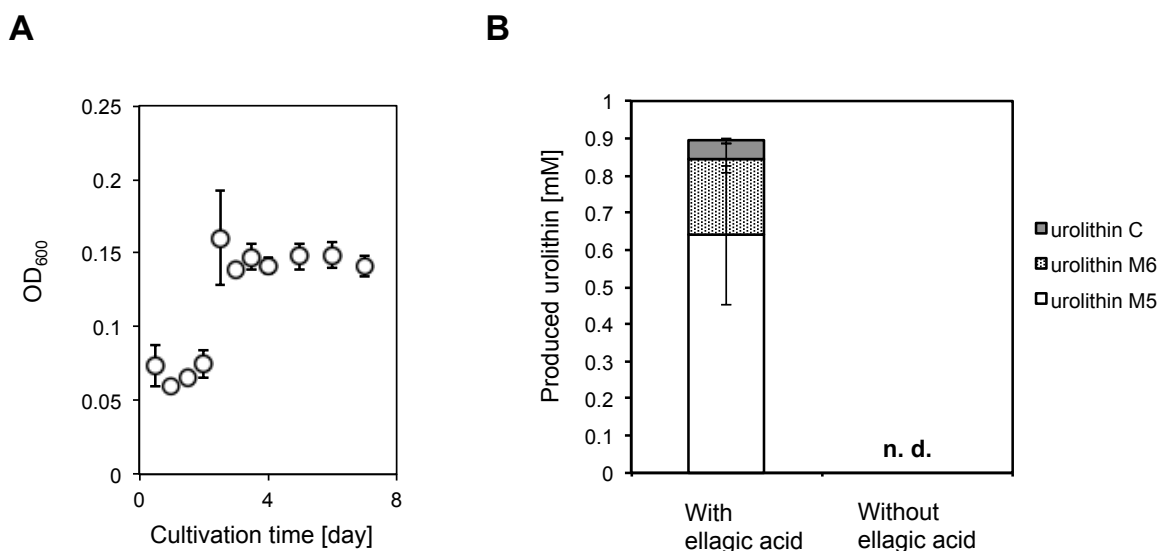 A
B
0.25
0.2
0.15
0.1
0.05
0
OD600
0
4
8
Cultivation time [day]
1
0.9
0.8
0.7
0.6
0.5
0.4
0.3
0.2
0.1
0
Produced urolithin [mM]
n. d.
With
ellagic acid
Without
ellagic acid
urolithin C
urolithin M6
urolithin M5